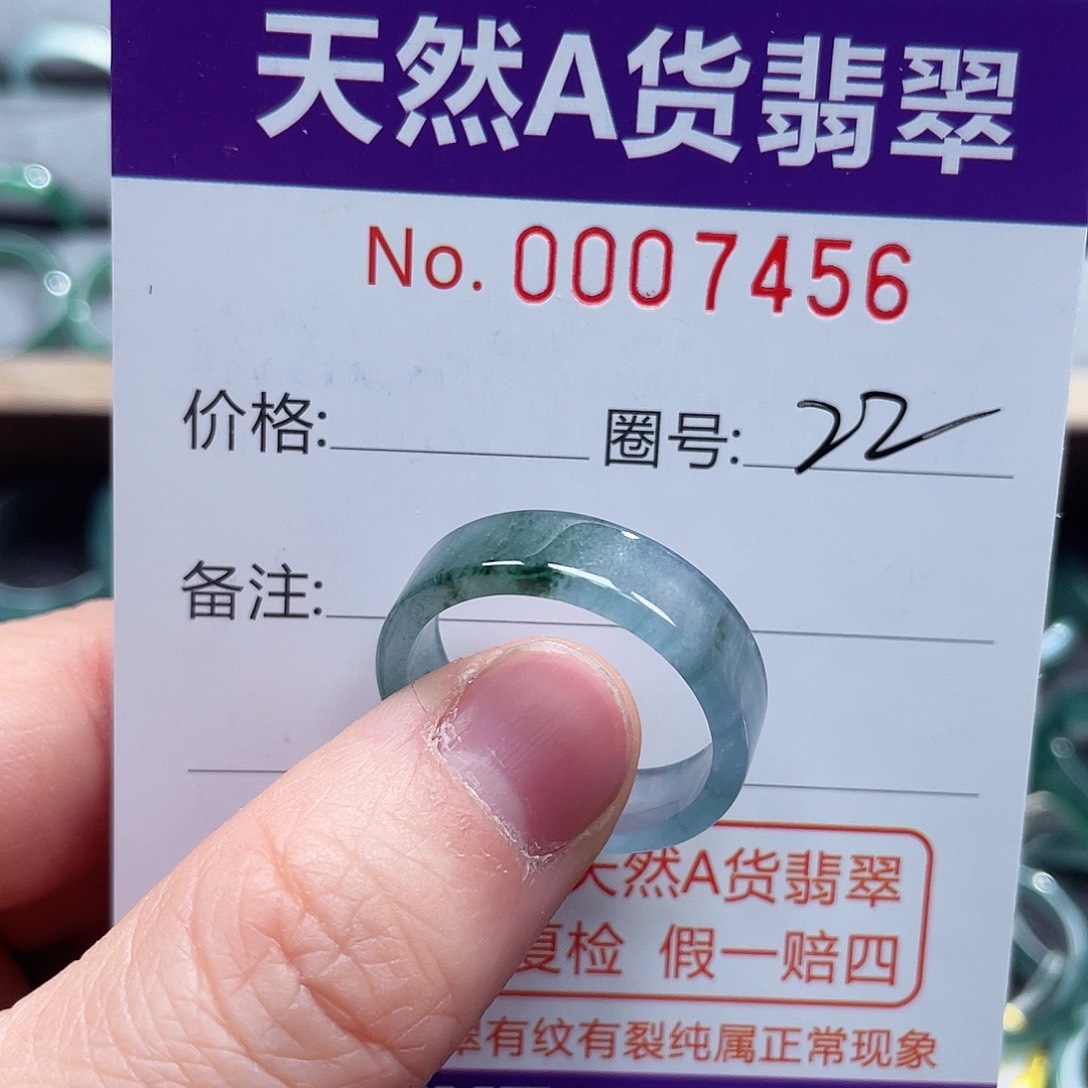 天然A货翡翠
No. 0007456
价格: 圈号: 22
备注:
天然A货翡翠
复检 假一赔四
有纹有裂纯属正常现象